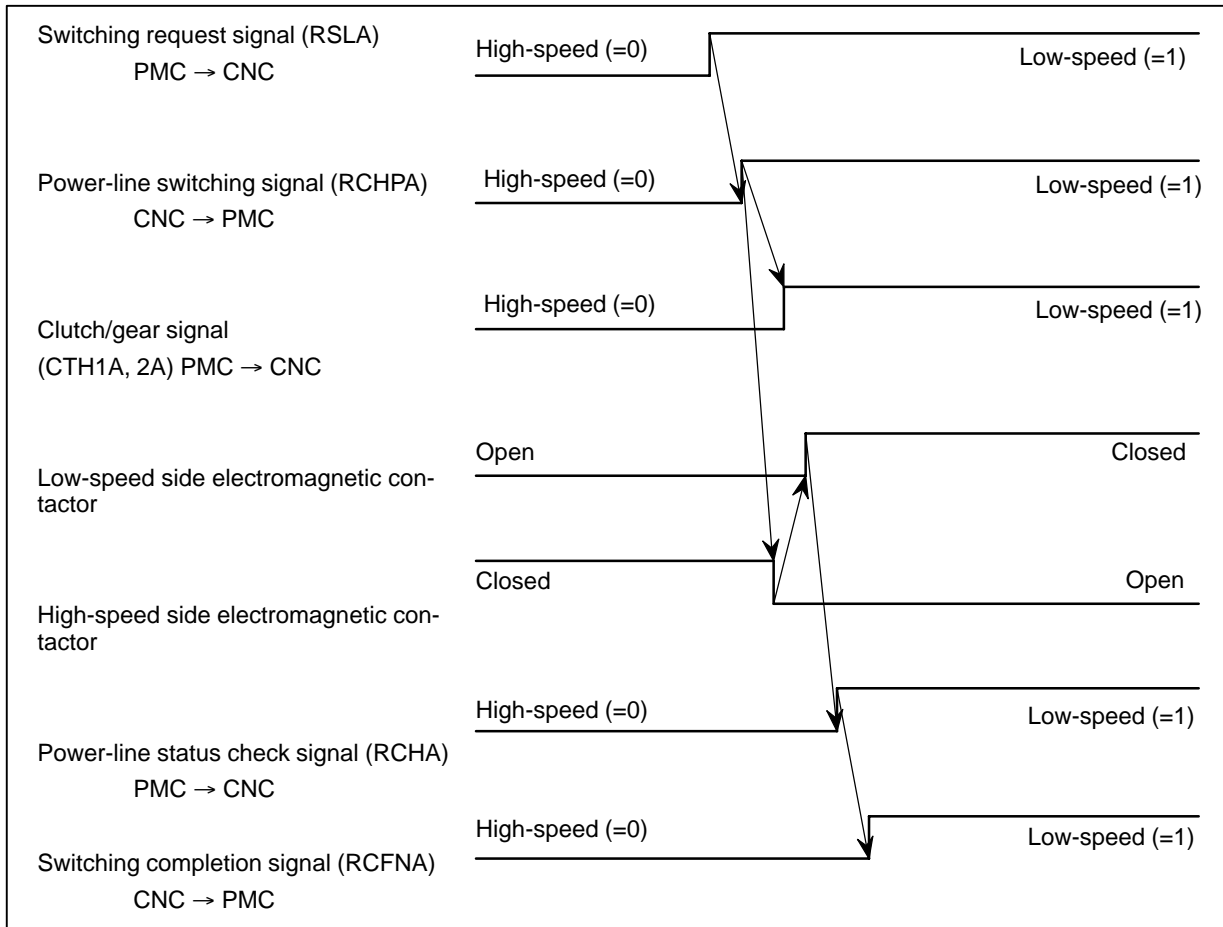 Switching request signal (RSLA)
PMC → CNC
High-speed (=0)
Low-speed (=1)
Power-line switching signal (RCHPA)
CNC → PMC
High-speed (=0)
Low-speed (=1)
Clutch/gear signal
(CTH1A, 2A) PMC → CNC
High-speed (=0)
Low-speed (=1)
Low-speed side electromagnetic con-
tactor
Open
Closed
High-speed side electromagnetic con-
tactor
Closed
Open
Power-line status check signal (RCHA)
PMC → CNC
High-speed (=0)
Low-speed (=1)
Switching completion signal (RCFNA)
CNC → PMC
High-speed (=0)
Low-speed (=1)